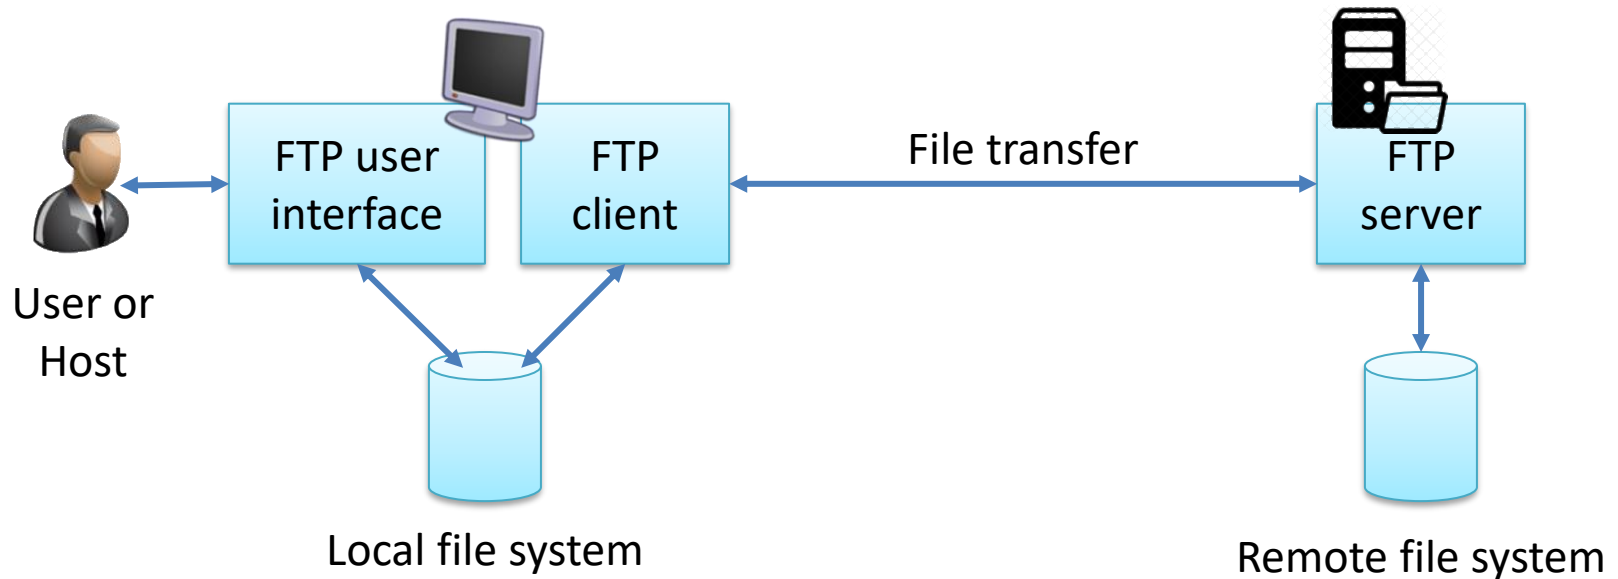 FTP user
interface
FTP
client
File transfer
FTP
server
User or
Host
Local file system
Remote file system